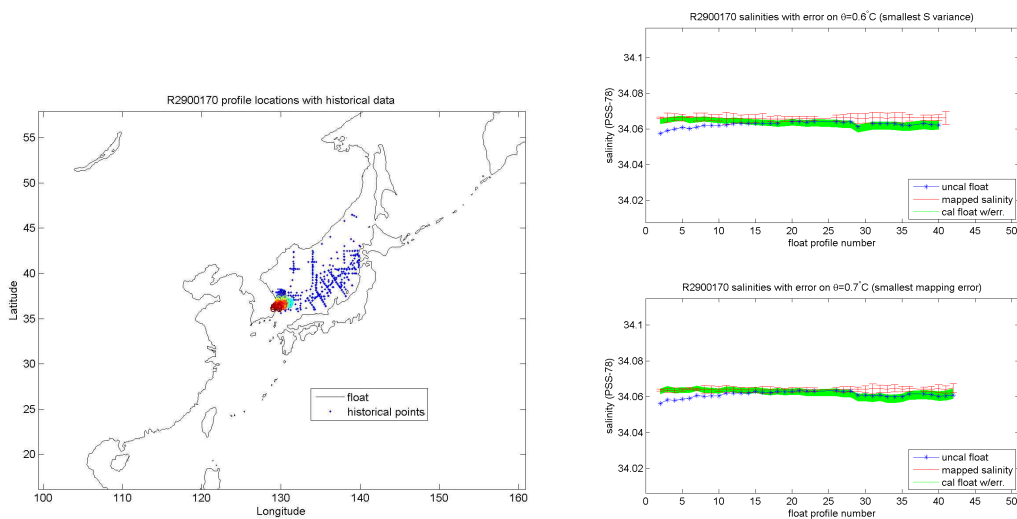 R2900170 profile locations with historical data
55
50
45
40
35
30
25
20
Latitude
float
historical points
100
110
120
130
140
150
160
Longitude
R2900170 salinities with error on θ=0.6°C (smallest S variance)
34.1
34.08
34.06
34.04
34.02
salinity (PSS-78)
uncal float
mapped salinity
cal float w/err.
0
5
10
15
20
25
30
35
40
45
50
float profile number
R2900170 salinities with error on θ=0.7°C (smallest mapping error)
34.1
34.08
34.06
34.04
34.02
salinity (PSS-78)
uncal float
mapped salinity
cal float w/err.
0
5
10
15
20
25
30
35
40
45
50
float profile number